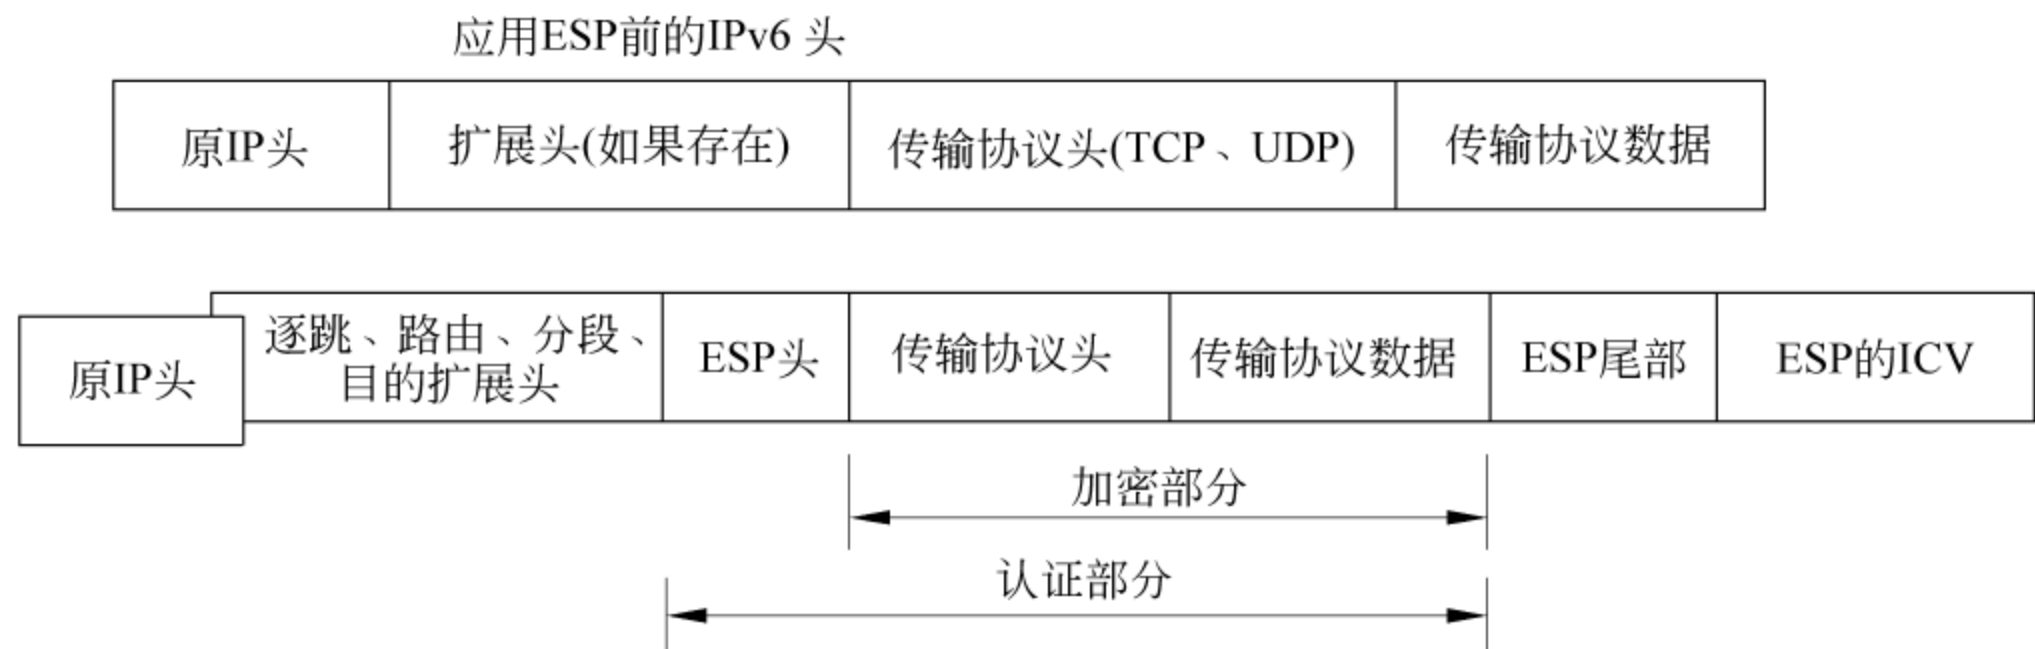 应用ESP前的IPv6 头
原IP头
扩展头(如果存在)
传输协议头(TCP、UDP)
传输协议数据
原IP头
逐跳、路由、分段、
目的扩展头
ESP头
传输协议头
传输协议数据
ESP尾部
ESP的ICV
加密部分
认证部分